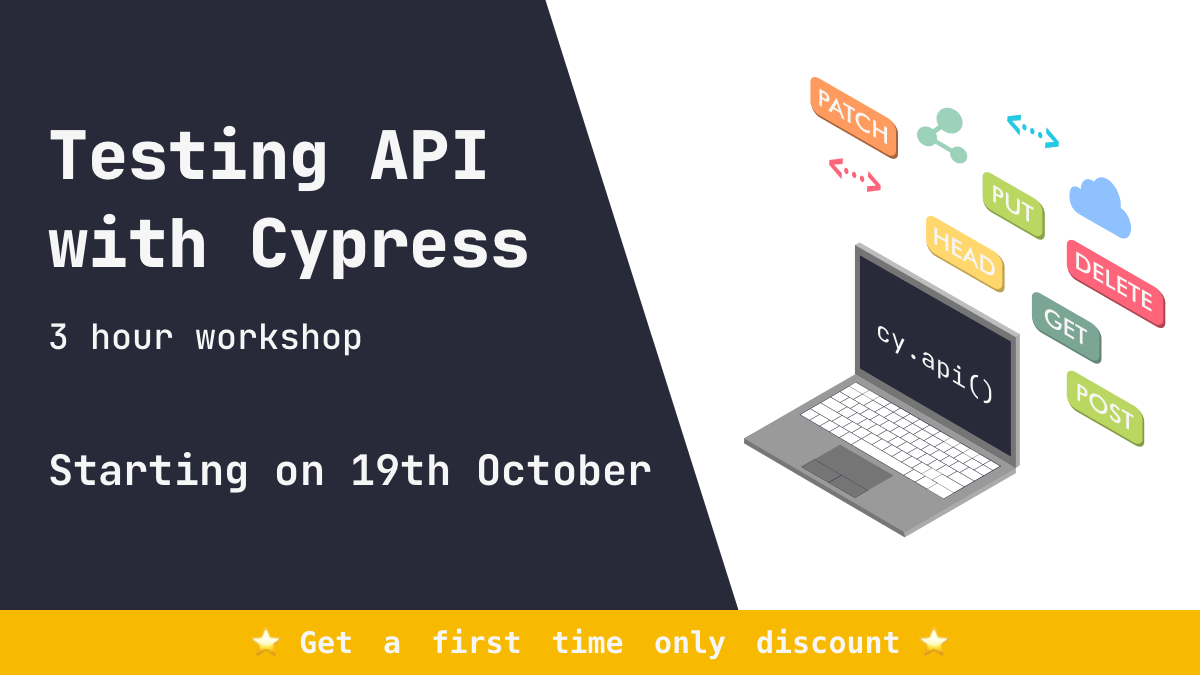 Testing API
with Cypress
3 hour workshop
Starting on 19th October
PATCH
PUT
HEAD
DELETE
GET
POST
cy.api()
Get a first time only discount